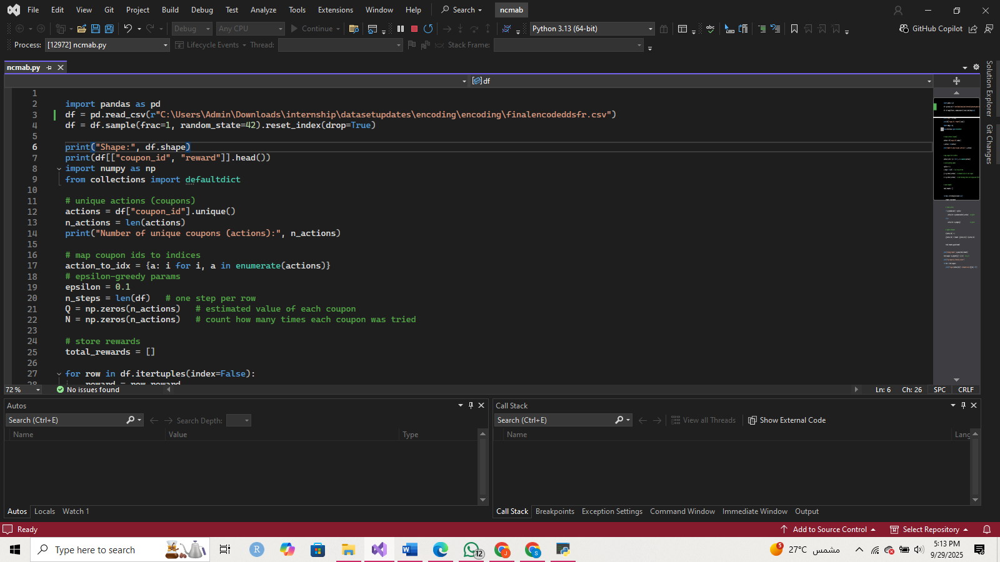 File Edit View Git Project Build Debug Test Analyze Tools Extensions Window Help Search ncmab
Debug Any CPU Continue Python 3.13 (64-bit) GitHub Copilot
Process: [12972] ncmab.py Lifecycle Events Thread: Stack Frame:
ncmab.py
df
1
2 import pandas as pd
3 df = pd.read_csv(r"C:\Users\Admin\Downloads\internship\datasetupdates\encoding\encoding\finalencodeddsfr.csv")
4 df = df.sample(frac=1, random_state=42).reset_index(drop=True)
5
6 print("Shape:", df.shape)
7 print(df[["coupon_id", "reward"]].head())
8 import numpy as np
9 from collections import defaultdict
10
11 # unique actions (coupons)
12 actions = df["coupon_id"].unique()
13 n_actions = len(actions)
14 print("Number of unique coupons (actions):", n_actions)
15
16 # map coupon ids to indices
17 action_to_idx = {a: i for i, a in enumerate(actions)}
18 # epsilon-greedy params
19 epsilon = 0.1
20 n_steps = len(df) # one step per row
21 Q = np.zeros(n_actions) # estimated value of each coupon
22 N = np.zeros(n_actions) # count how many times each coupon was tried
23
24 # store rewards
25 total_rewards = []
26
27 for row in df.itertuples(index=False):
28 reward = row.reward
72 % No issues found Ln: 6 Ch: 26 SPC CRLF
Solution Explorer
Git Changes
Autos
Search (Ctrl+E) Search Depth:
Name Value Type
Autos Locals Watch 1
Call Stack
Search (Ctrl+E) View all Threads Show External Code
Name Lang
Call Stack Breakpoints Exception Settings Command Window Immediate Window Output
Ready Add to Source Control Select Repository
Type here to search
12
5
27°C مشمس
5:13 PM
9/29/2025